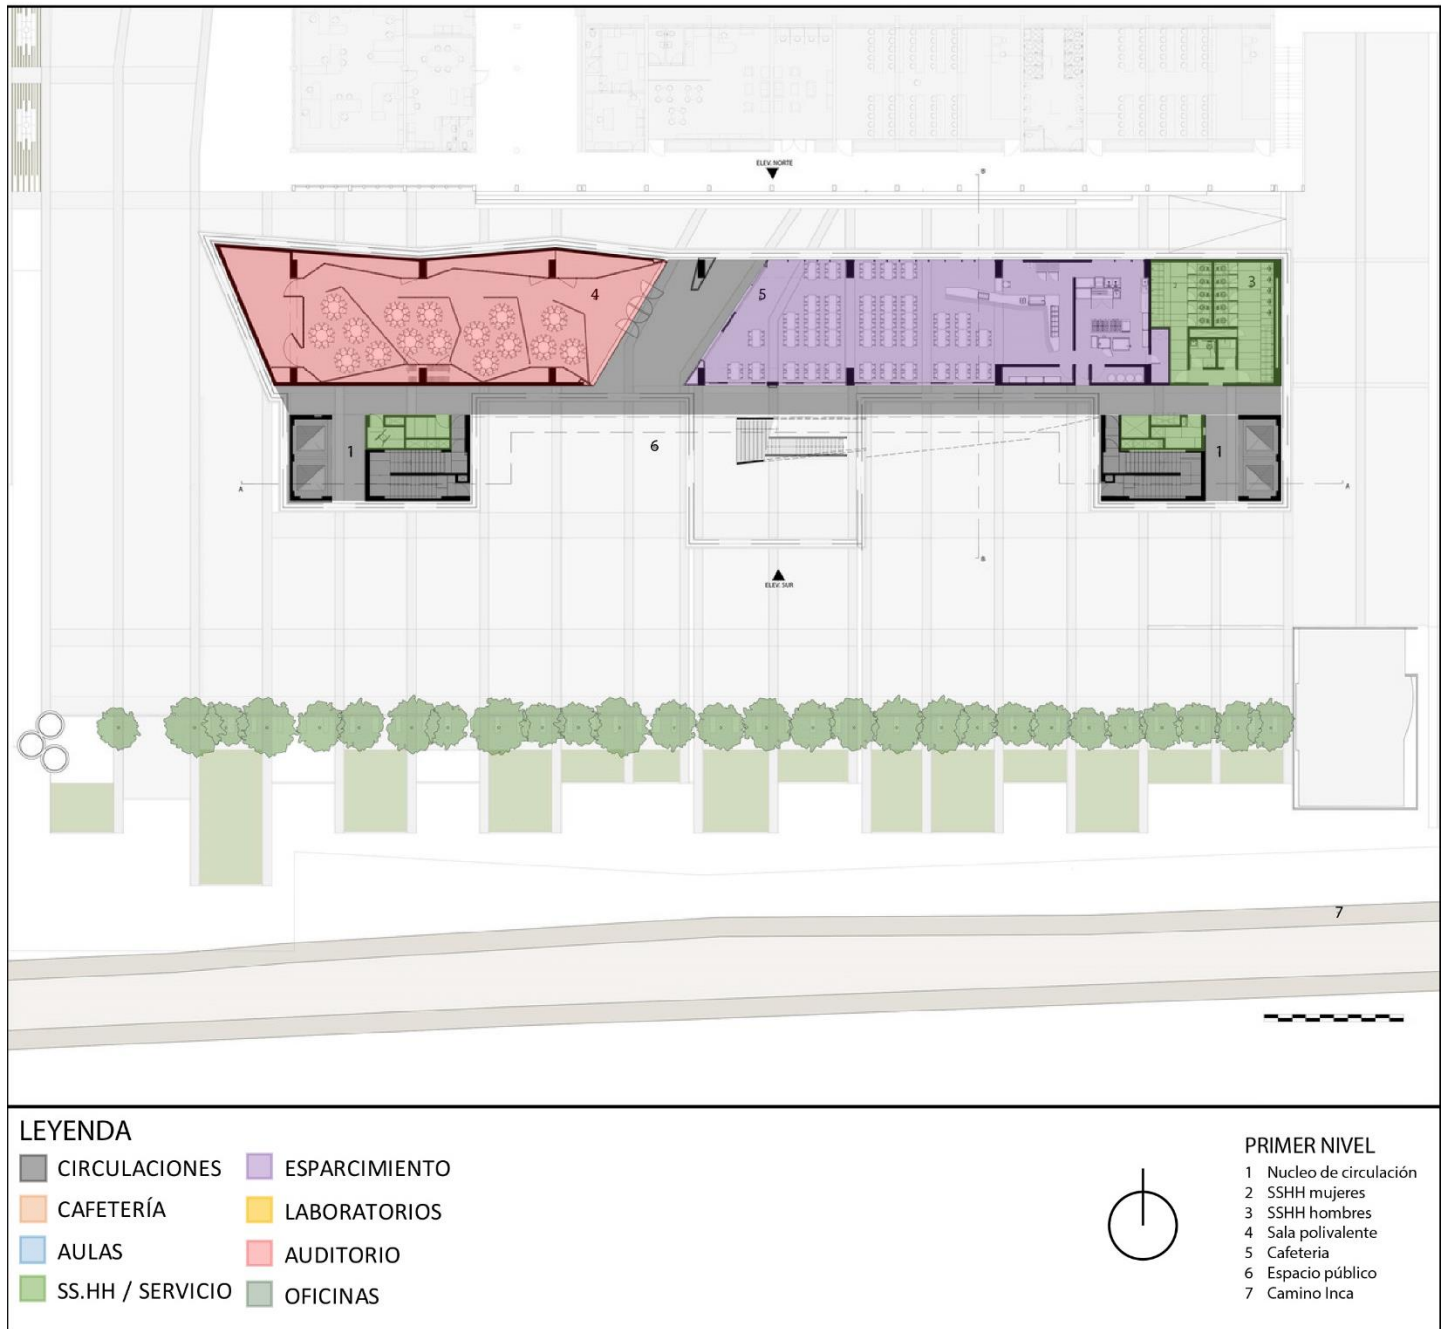 ELEV. NORTE
B
4
5
2
3
1
6
1
A
A
B
ELEV. SUR
7
LEYENDA
CIRCULACIONES
ESPARCIMIENTO
CAFETERÍA
LABORATORIOS
AULAS
AUDITORIO
SS.HH / SERVICIO
OFICINAS
PRIMER NIVEL
1 Nucleo de circulación
2 SSHH mujeres
3 SSHH hombres
4 Sala polivalente
5 Cafeteria
6 Espacio público
7 Camino Inca